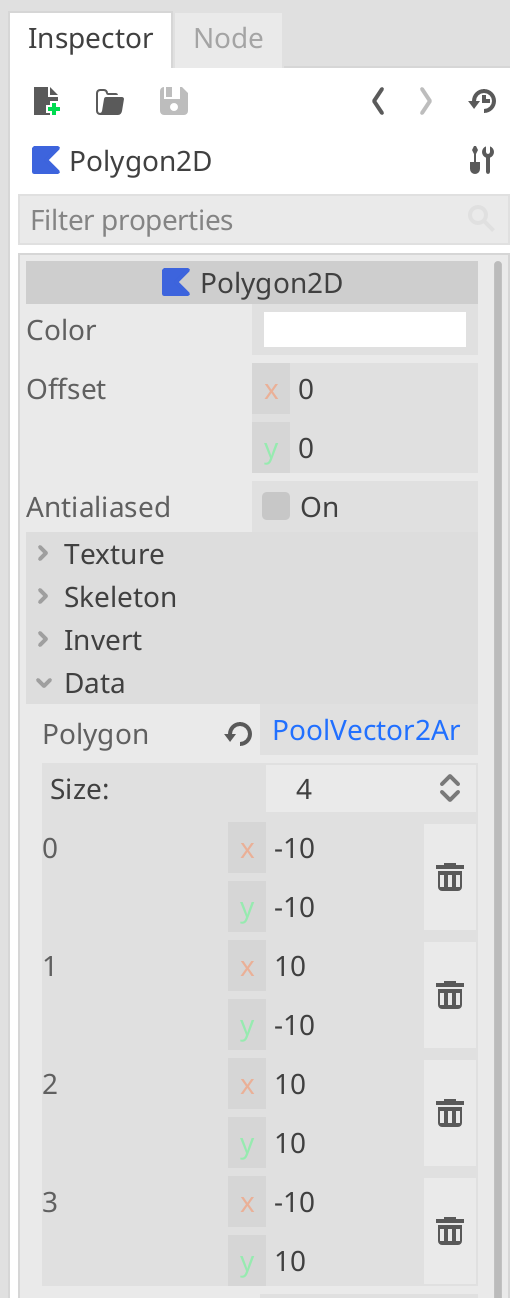 Inspector Node
Polygon2D
Filter properties
Polygon2D
Color
Offset x 0
y 0
Antialiased On
Texture
Skeleton
Invert
Data
Polygon PoolVector2Ar
Size: 4
0 x -10
y -10
1 x 10
y -10
2 x 10
y 10
3 x -10
y 10